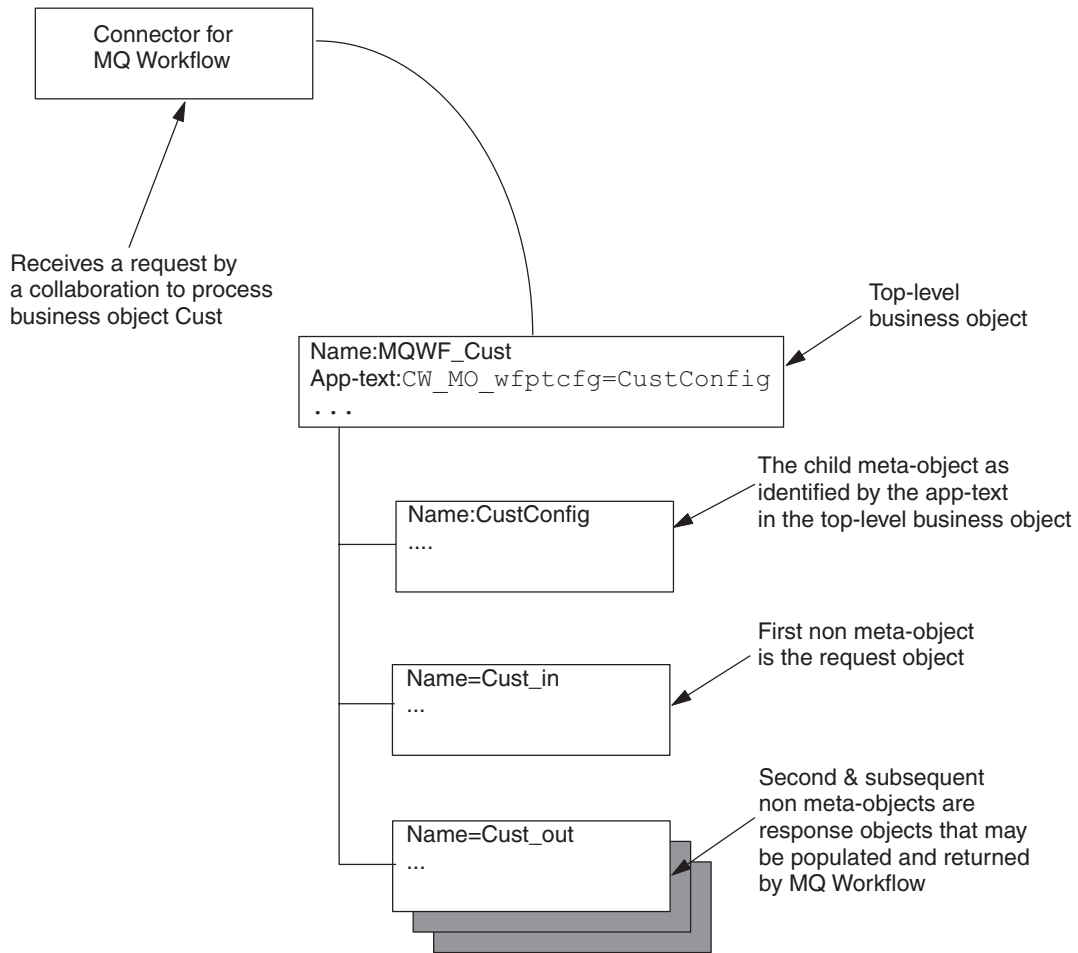 Connector for
MQ Workflow
Receives a request by
a collaboration to process
business object Cust
Top-level
business object
Name:MQWF_Cust
App-text:CW_MO_wfptcfg=CustConfig
...
The child meta-object as
identified by the app-text
in the top-level business object
Name:CustConfig
....
First non meta-object
is the request object
Name=Cust_in
...
Second & subsequent
non meta-objects are
response objects that may
be populated and returned
by MQ Workflow
Name=Cust_out
...